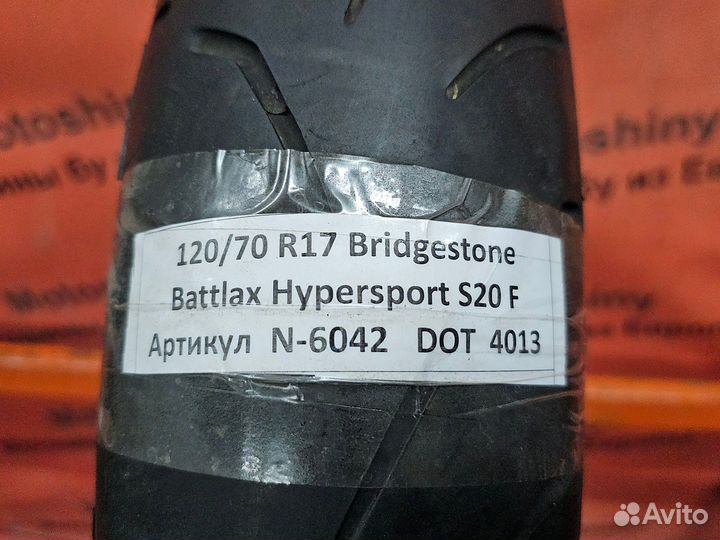 120/70 R17 Bridgestone
Battlax Hypersport S20 F
Артикул N-6042 DOT 4013
Avito